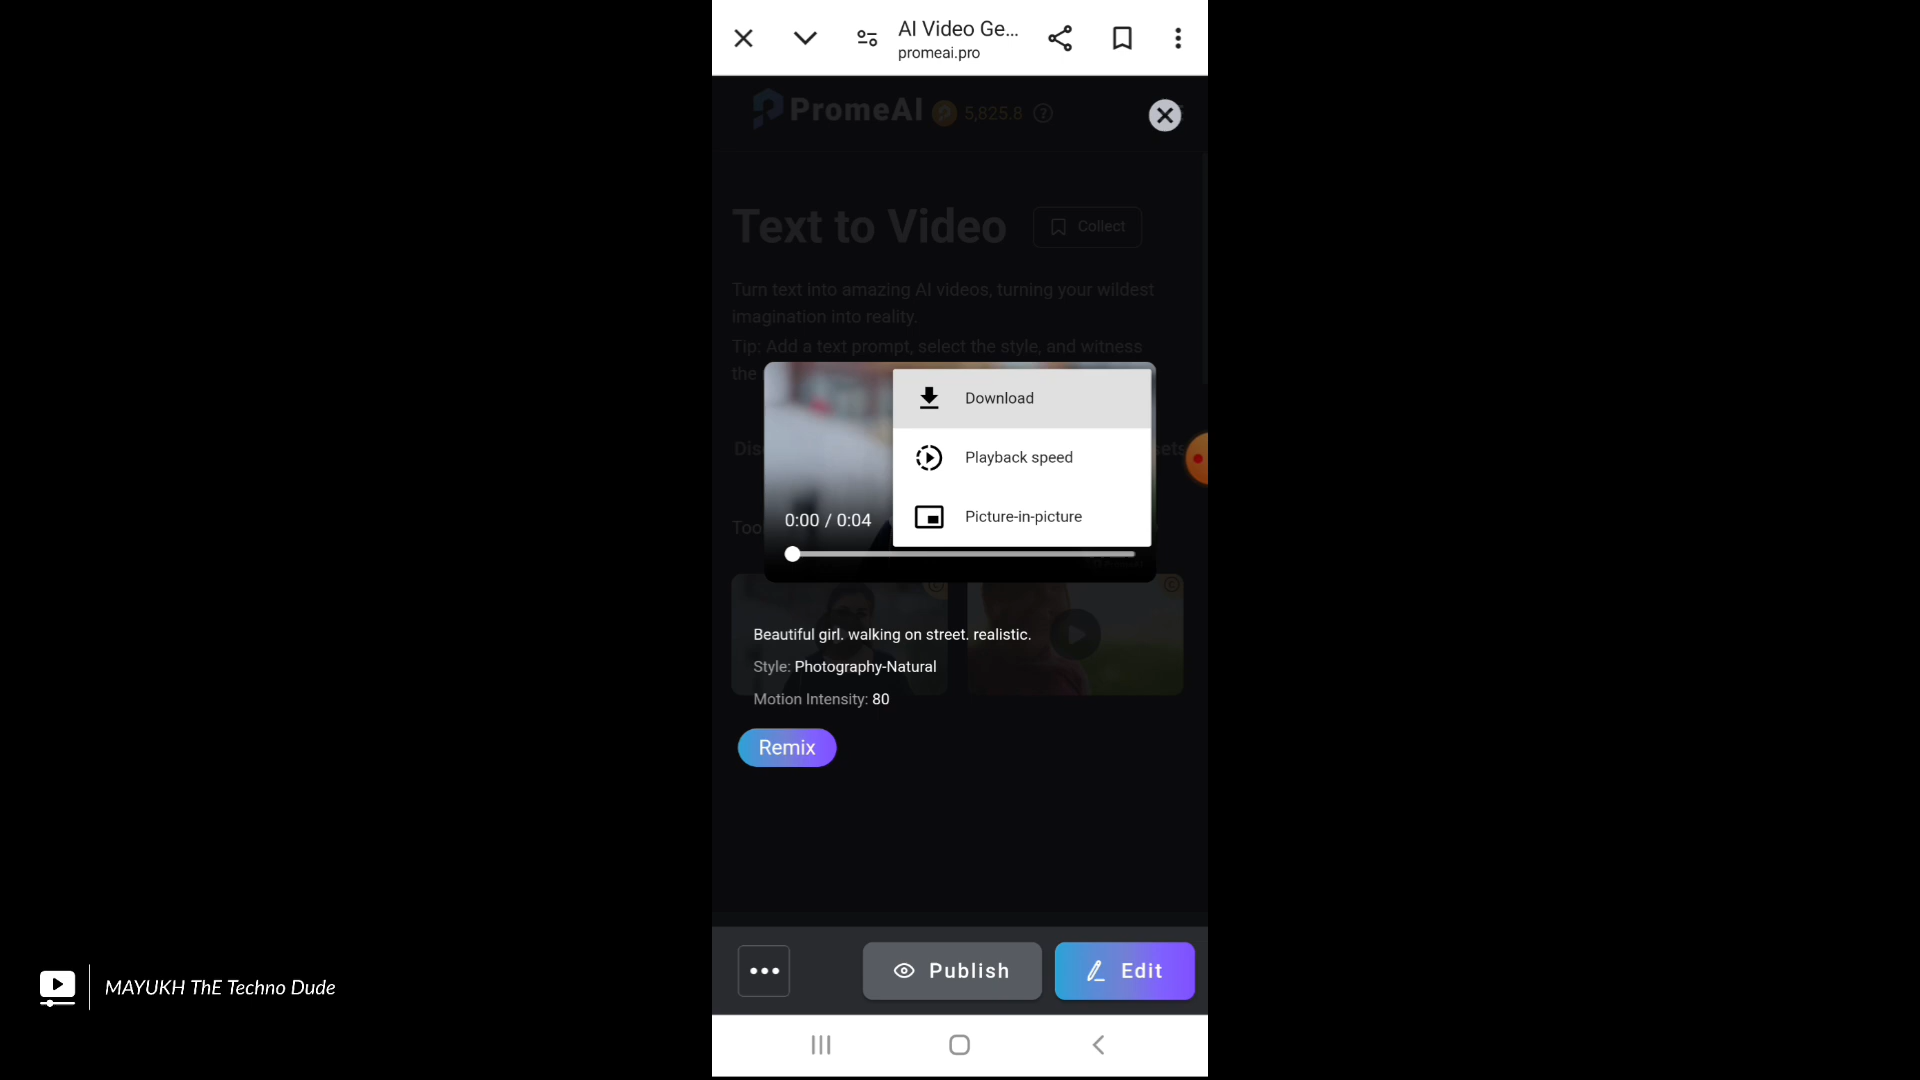 AI Video Ge...
promeai.pro
PromeAI 5,825.8
Text to Video Collect
Turn text into amazing AI videos, turning your wildest
imagination into reality.
Tip: Add a text prompt, select the style, and witness
the
Download
Playback speed
Picture-in-picture
0:00 / 0:04
Beautiful girl. walking on street. realistic.
Style: Photography-Natural
Motion Intensity: 80
Remix
Publish
Edit
MAYUKH ThE Techno Dude